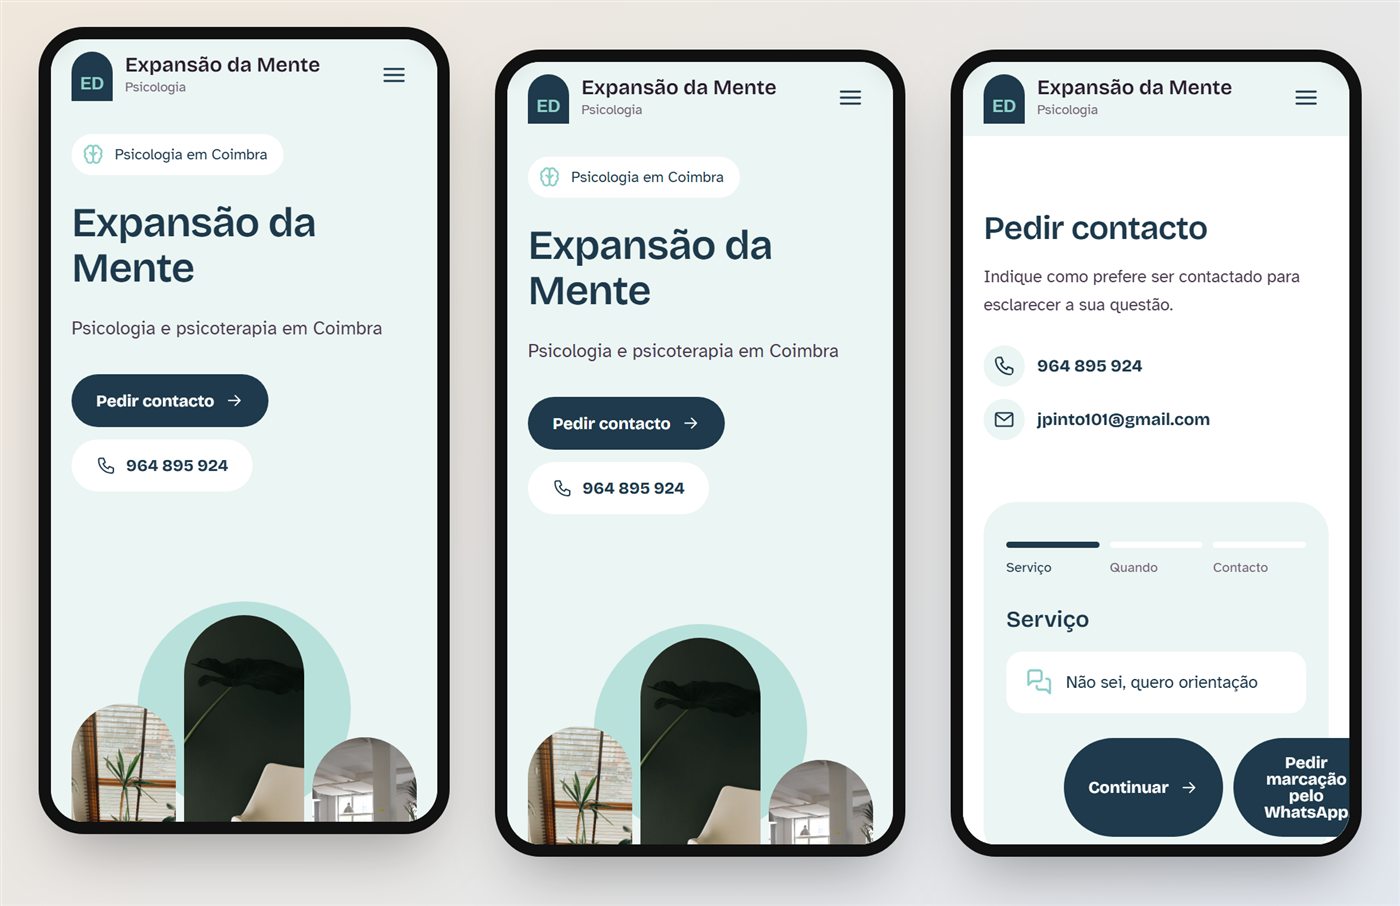 ED
Expansão da Mente
Psicologia
Psicologia em Coimbra
Expansão da
Mente
Psicologia e psicoterapia em Coimbra
Pedir contacto
964 895 924
ED
Expansão da Mente
Psicologia
Psicologia em Coimbra
Expansão da
Mente
Psicologia e psicoterapia em Coimbra
Pedir contacto
964 895 924
ED
Expansão da Mente
Psicologia
Pedir contacto
Indique como prefere ser contactado para
esclarecer a sua questão.
964 895 924
jpinto101@gmail.com
Serviço
Quando
Contacto
Serviço
Não sei, quero orientação
Continuar
Pedir
marcação
pelo
WhatsApp